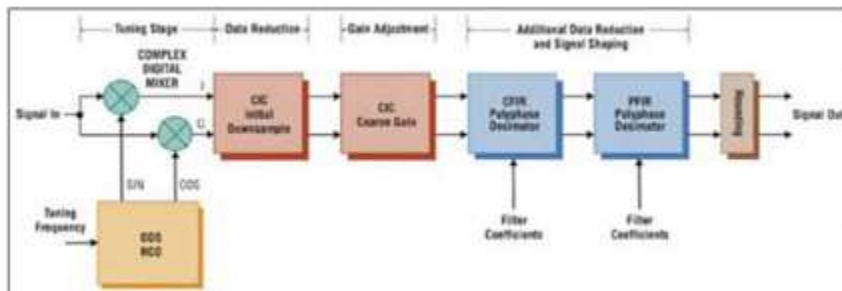 Tuning Stage
Data Reduction
Gain Adjustment
Additional Data Reduction
and Signal Shaping
COMPLEX
DIGITAL
MIXER
I
Q
Signal In
CIC
Initial
Downsample
CIC
Coarse Gain
CFIR
Polyphase
Decimator
PFIR
Polyphase
Decimator
Rounding
Signal Out
SIN
COS
Tuning
Frequency
DDS
NCO
Filter
Coefficients
Filter
Coefficients